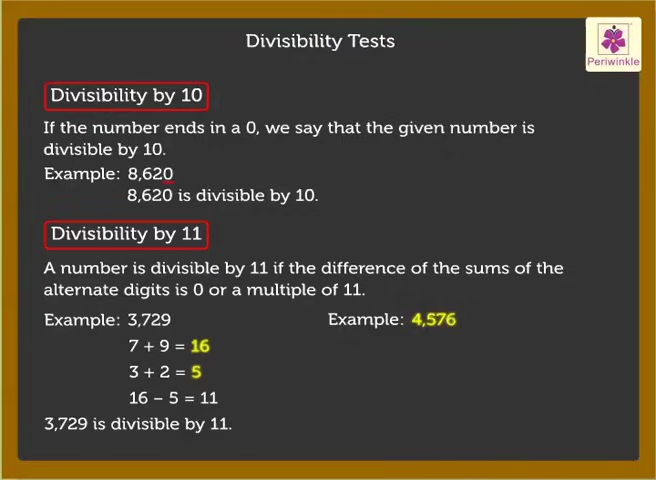 Divisibility Tests
Periwinkle
Divisibility by 10
If the number ends in a 0, we say that the given number is
divisible by 10.
Example: 8,620
8,620 is divisible by 10.
Divisibility by 11
A number is divisible by 11 if the difference of the sums of the
alternate digits is 0 or a multiple of 11.
Example: 3,729
7 + 9 = 16
3 + 2 = 5
16 – 5 = 11
3,729 is divisible by 11.
Example: 4,576